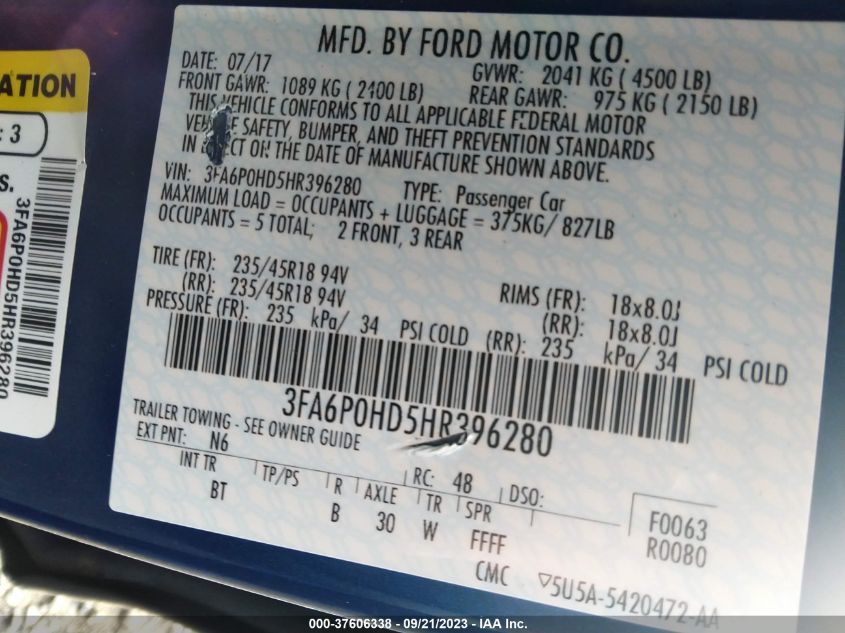 MFD. BY FORD MOTOR CO.
DATE: 07/17 GVWR: 2041 KG ( 4500 LB)
FRONT GAWR: 1089 KG ( 2400 LB) REAR GAWR: 975 KG ( 2150 LB)
THIS VEHICLE CONFORMS TO ALL APPLICABLE FEDERAL MOTOR
SAFETY, BUMPER, AND THEFT PREVENTION STANDARDS
IN ON THE DATE OF MANUFACTURE SHOWN ABOVE.
VIN: 3FA6P0HD5HR396280 TYPE: Passenger Car
MAXIMUM LOAD = OCCUPANTS + LUGGAGE = 375KG/ 827LB
OCCUPANTS = 5 TOTAL; 2 FRONT, 3 REAR
TIRE (FR): 235/45R18 94V RIMS (FR): 18x8.0J
(RR): 235/45R18 94V (RR): 18x8.0J
PRESSURE (FR): 235 kPa/ 34 PSI COLD (RR): 235 kPa/ 34 PSI COLD
3FA6P0HD5HR396280
TRAILER TOWING - SEE OWNER GUIDE
EXT PNT: N6 RC: 48 DSO:
INT TR TP/PS R AXLE TR SPR
BT B 30 W FFFF
F0063
R0080
CMC ▽5U5A-5420472-AA
ATION
: 3
S.
3FA6P0HD5HR396280
000-37606338 - 09/21/2023 - IAA Inc.